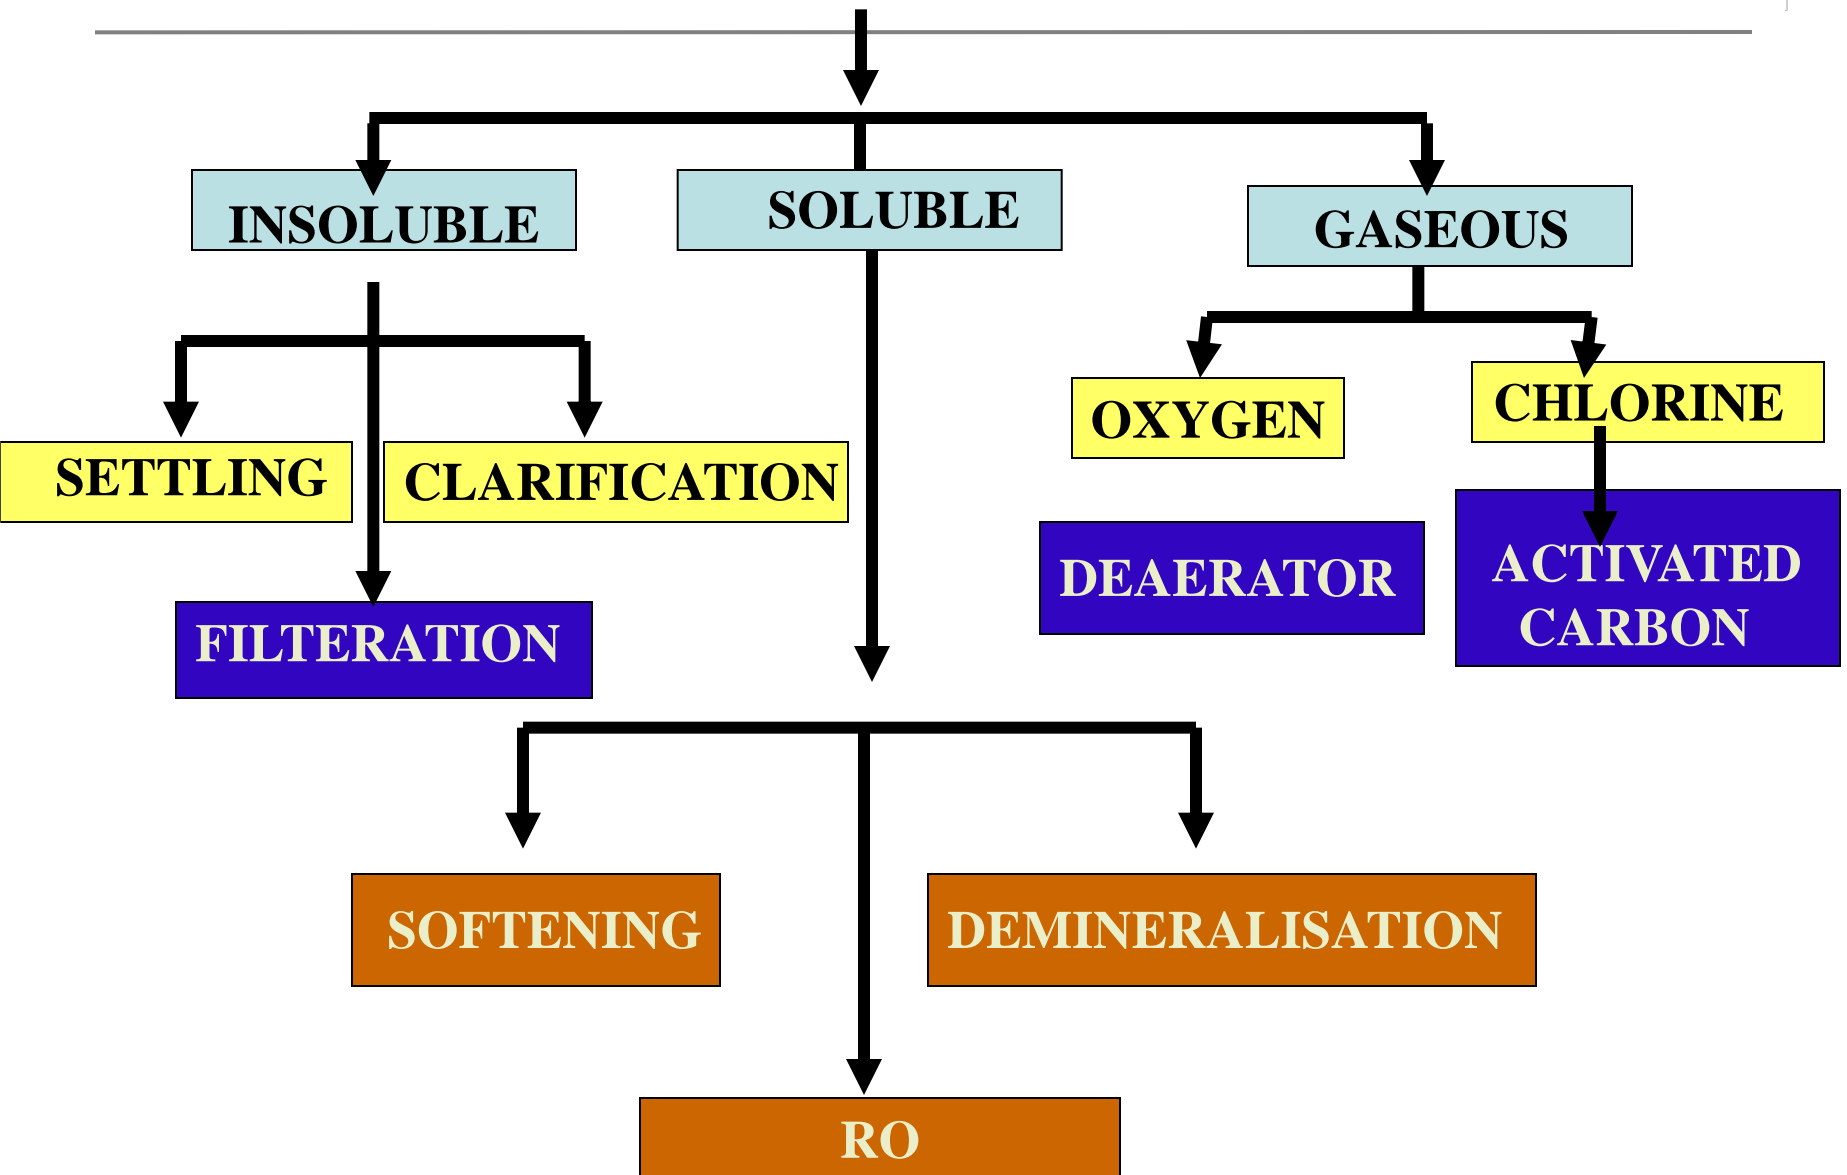 INSOLUBLE
SOLUBLE
GASEOUS
OXYGEN
CHLORINE
SETTLING
CLARIFICATION
DEAERATOR
ACTIVATED
CARBON
FILTERATION
SOFTENING
DEMINERALISATION
RO